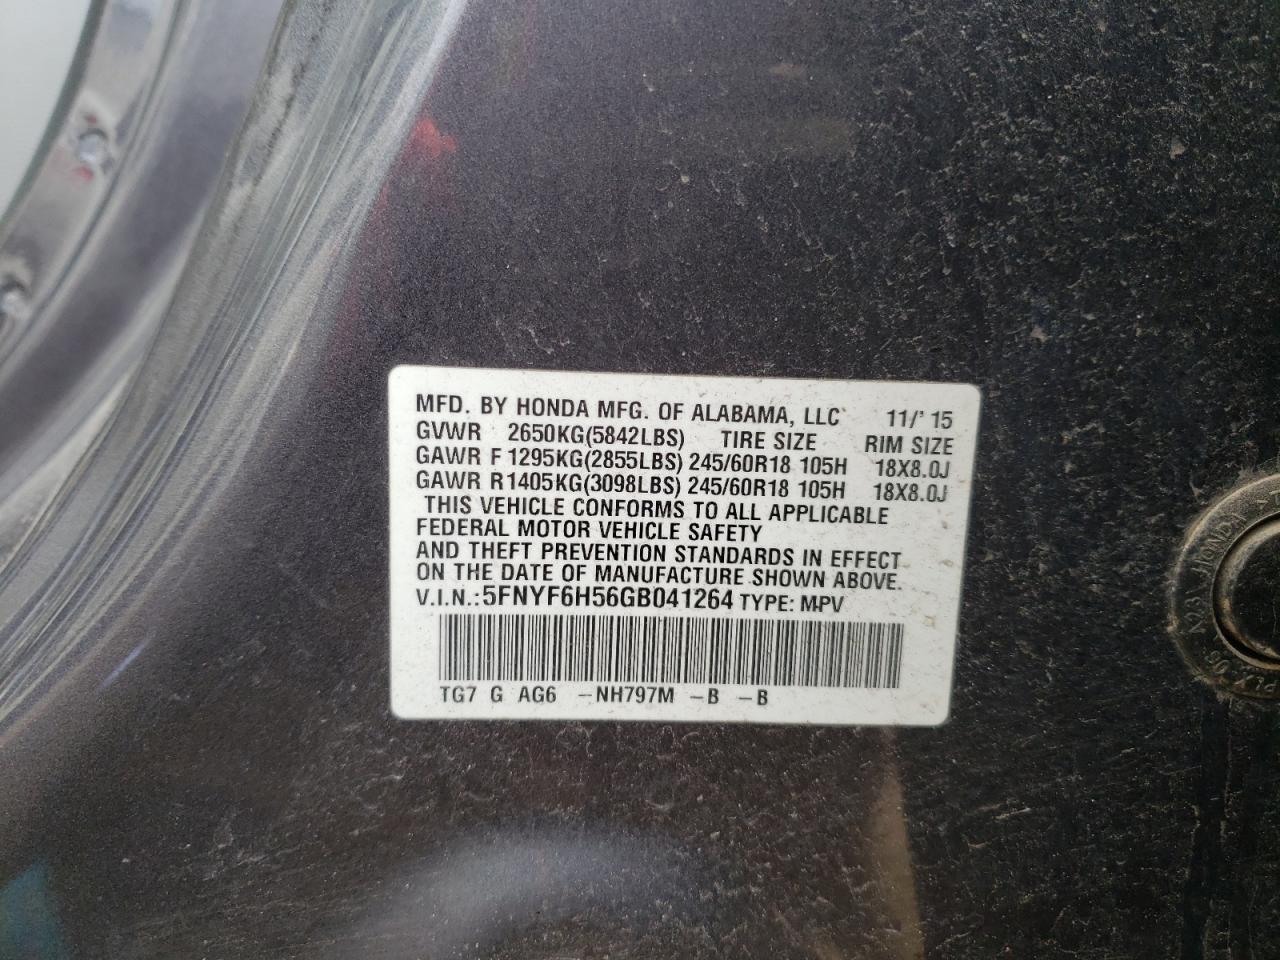 MFD. BY HONDA MFG. OF ALABAMA, LLC 11/'15
GVWR 2650KG(5842LBS) TIRE SIZE RIM SIZE
GAWR F 1295KG(2855LBS) 245/60R18 105H 18X8.0J
GAWR R1405KG(3098LBS) 245/60R18 105H 18X8.0J
THIS VEHICLE CONFORMS TO ALL APPLICABLE
FEDERAL MOTOR VEHICLE SAFETY
AND THEFT PREVENTION STANDARDS IN EFFECT
ON THE DATE OF MANUFACTURE SHOWN ABOVE.
V.I.N.:5FNYF6H56GB041264 TYPE: MPV
TG7 G AG6 -NH797M -B -B
HONDA